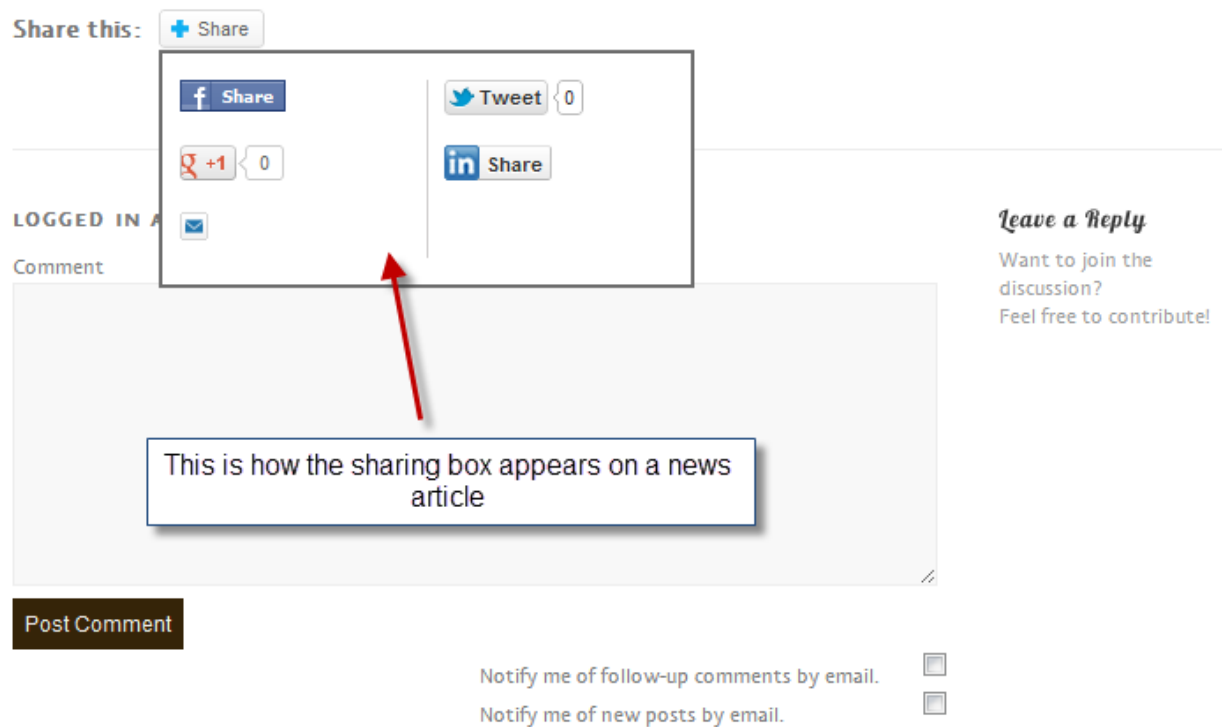 Share this:
Share
f Share
Tweet 0
+1 0
in Share
LOGGED IN A
Comment
Leave a Reply
Want to join the
discussion?
Feel free to contribute!
This is how the sharing box appears on a news
article
Post Comment
Notify me of follow-up comments by email.
Notify me of new posts by email.